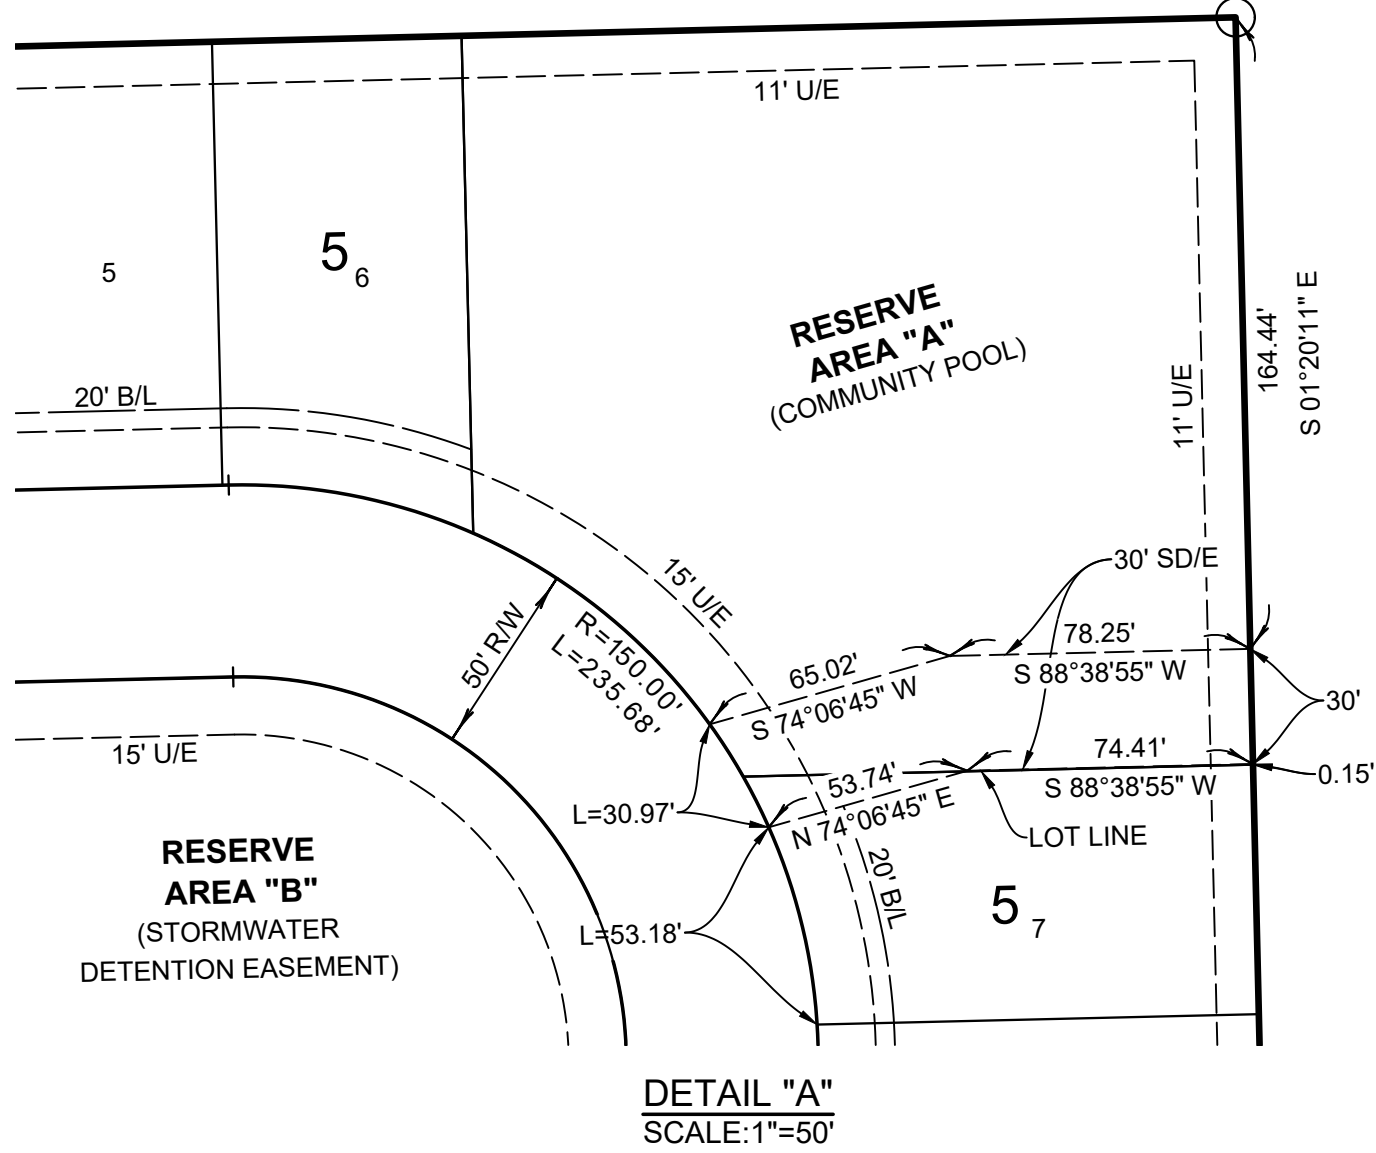 11' U/E
5
5 6
164.44'
S 01°20'11" E
RESERVE
AREA "A"
(COMMUNITY POOL)
11' U/E
20' B/L
30' SD/E
15' U/E
50' R/W
R=150.00'
L=235.68'
65.02'
S 74°06'45" W
78.25'
S 88°38'55" W
30'
15' U/E
74.41'
S 88°38'55" W
0.15'
53.74'
N 74°06'45" E
L=30.97'
LOT LINE
RESERVE
AREA "B"
(STORMWATER
DETENTION EASEMENT)
20' B/L
5 7
L=53.18'
DETAIL "A"
SCALE:1"=50'